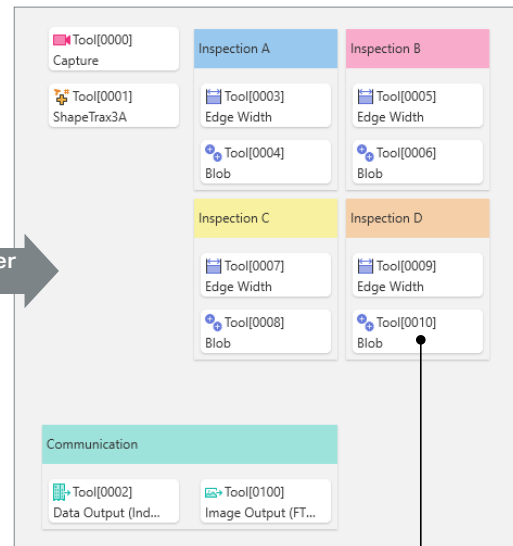 Tool[0000]
Capture
Tool[0001]
ShapeTrax3A
Inspection A
Tool[0003]
Edge Width
Tool[0004]
Blob
Inspection B
Tool[0005]
Edge Width
Tool[0006]
Blob
Inspection C
Tool[0007]
Edge Width
Tool[0008]
Blob
Inspection D
Tool[0009]
Edge Width
Tool[0010]
Blob
Communication
Tool[0002]
Data Output (Ind...
Tool[0100]
Image Output (FT...